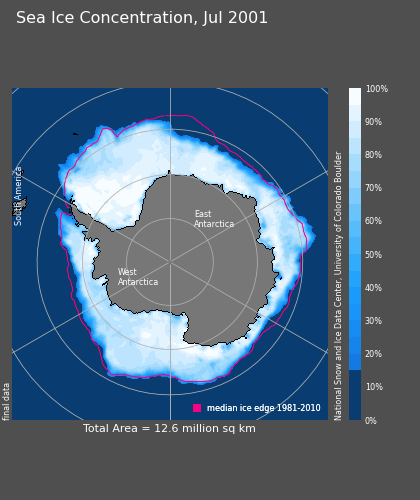 Sea Ice Concentration, Jul 2001
South America
East
Antarctica
West
Antarctica
median ice edge 1981-2010
final data
Total Area = 12.6 million sq km
National Snow and Ice Data Center, University of Colorado Boulder
100%
90%
80%
70%
60%
50%
40%
30%
20%
10%
0%